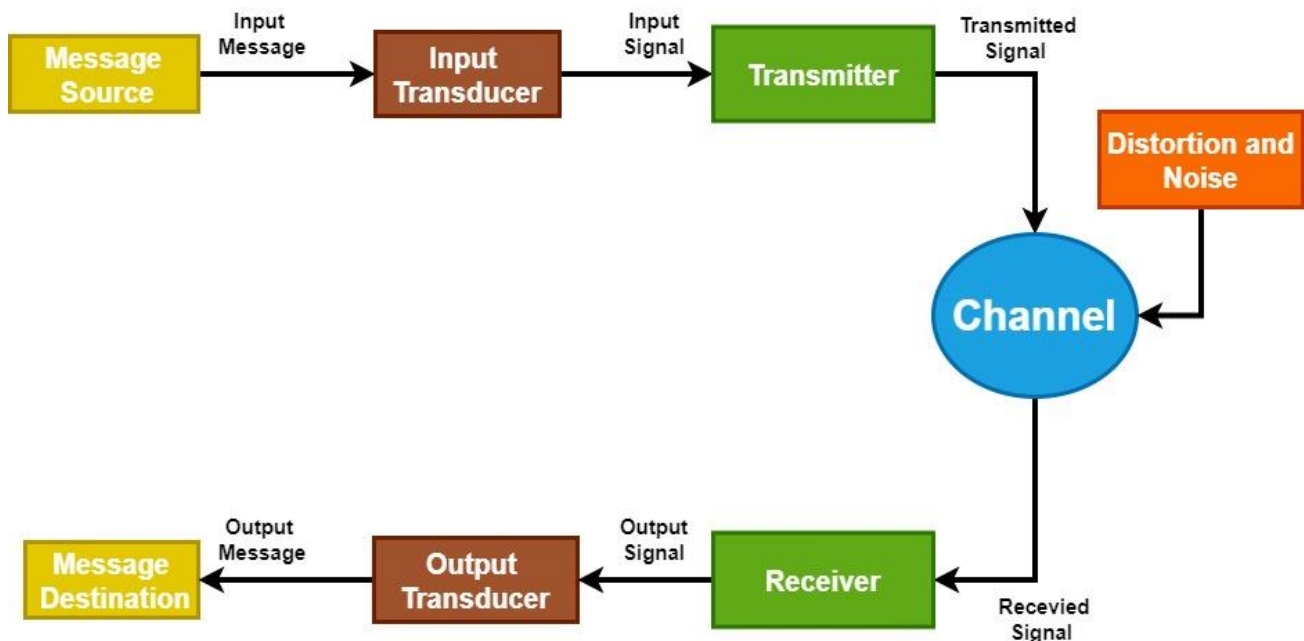 Input
Message
Input
Signal
Transmitted
Signal
Message
Source
Input
Transducer
Transmitter
Distortion and
Noise
Channel
Output
Message
Output
Signal
Message
Destination
Output
Transducer
Receiver
Recevied
Signal